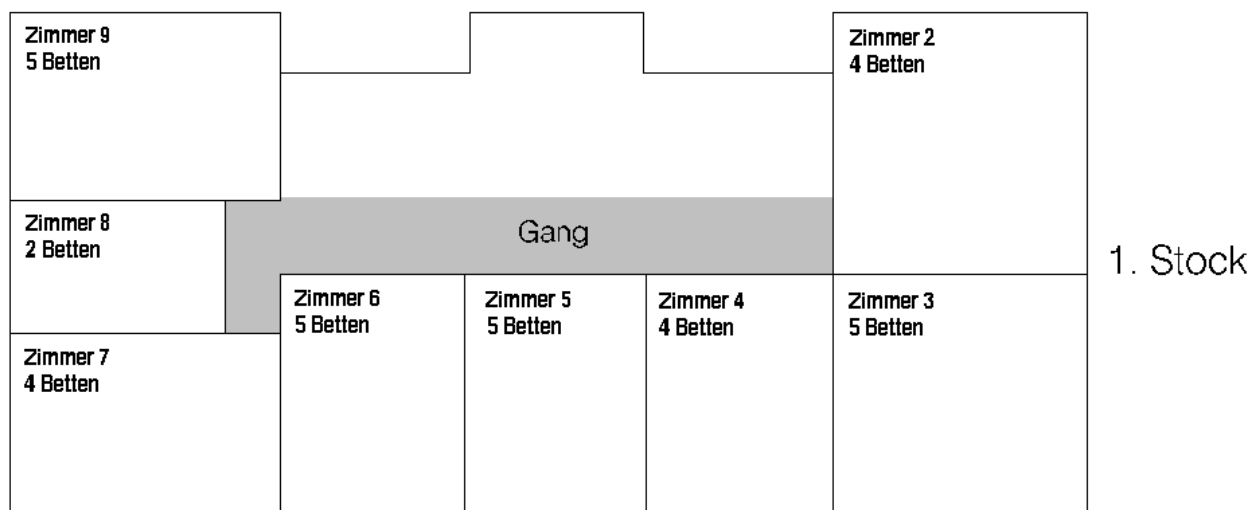 Zimmer 9
5 Betten
Zimmer 2
4 Betten
Zimmer 8
2 Betten
Gang
1. Stock
Zimmer 6
5 Betten
Zimmer 5
5 Betten
Zimmer 4
4 Betten
Zimmer 3
5 Betten
Zimmer 7
4 Betten